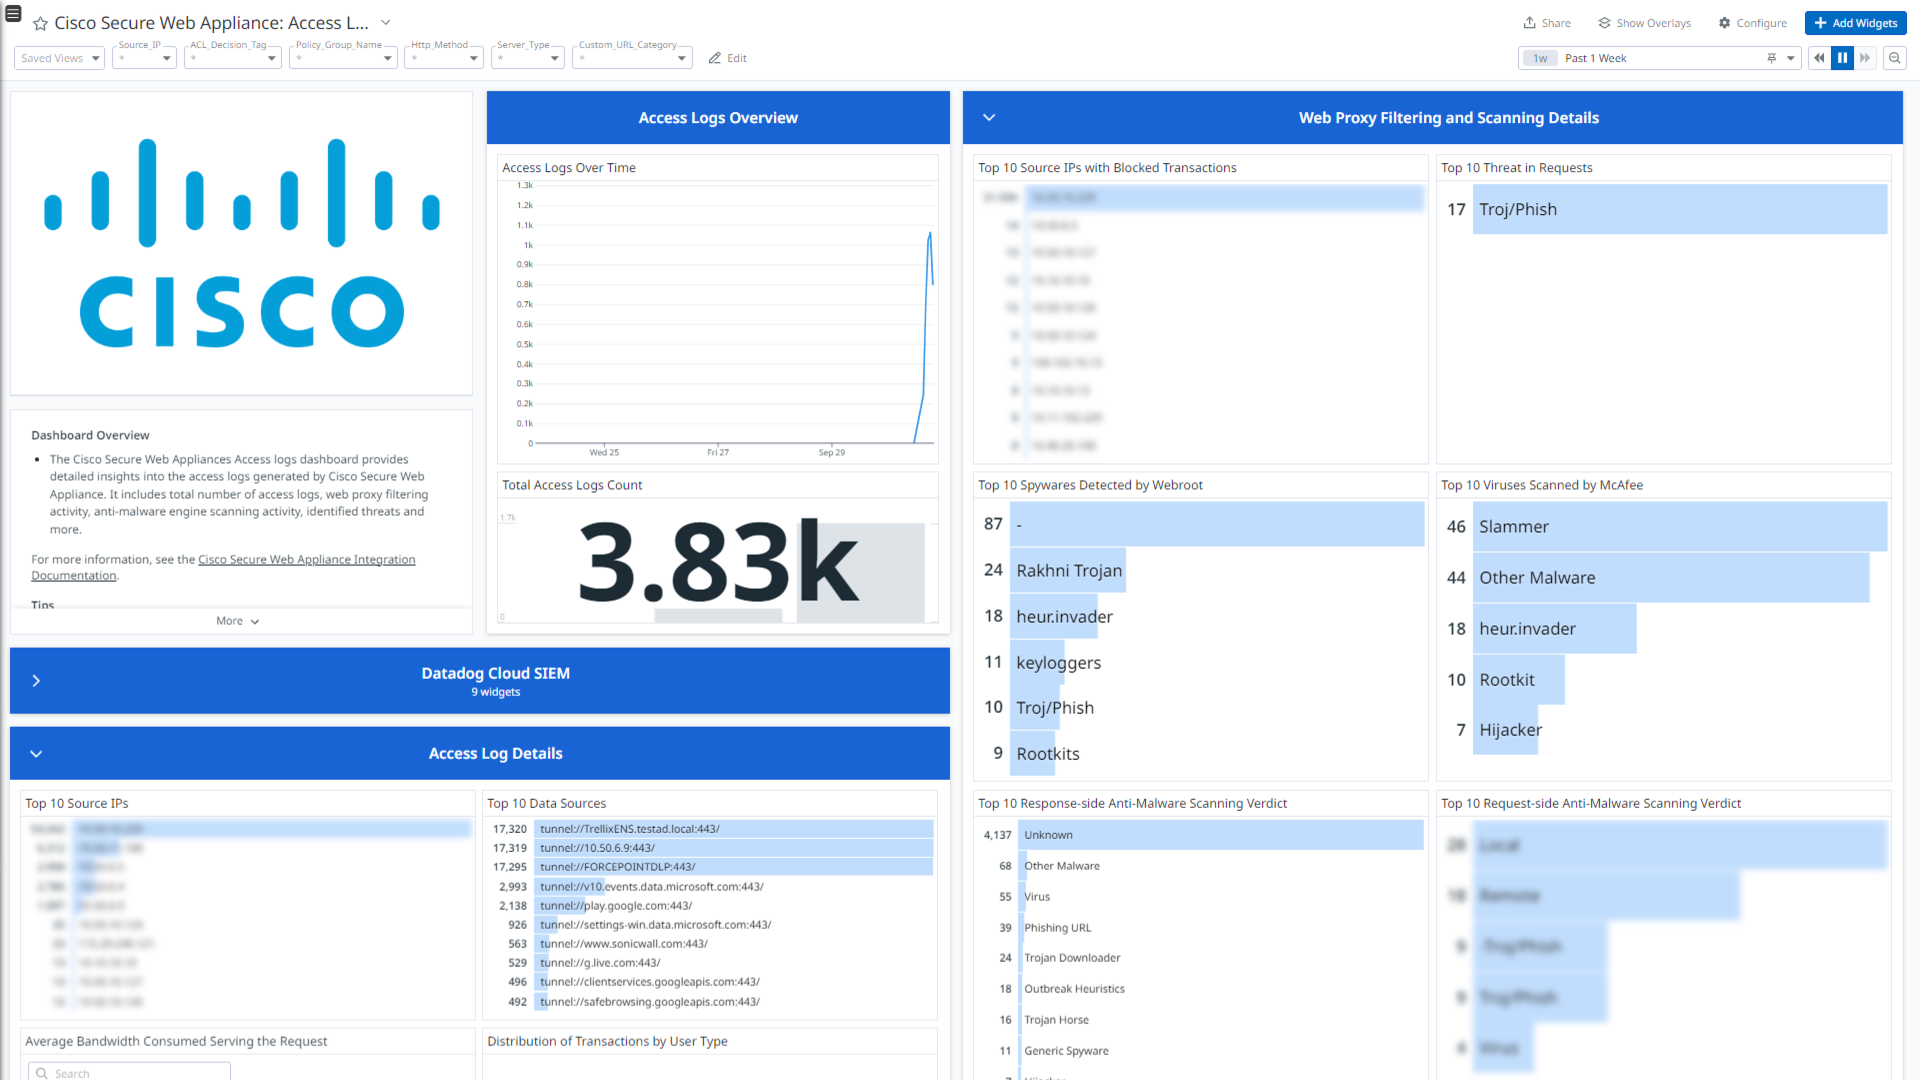 Cisco Secure Web Appliance: Access L...
Share
Show Overlays
Configure
Add Widgets
Saved Views
Source_IP
*
ACL_Decision_Tag
*
Policy_Group_Name
*
Http_Method
*
Server_Type
*
Custom_URL_Category
*
Edit
1w Past 1 Week
CISCO
Dashboard Overview
• The Cisco Secure Web Appliances Access logs dashboard provides
detailed insights into the access logs generated by Cisco Secure Web
Appliance. It includes total number of access logs, web proxy filtering
activity, anti-malware engine scanning activity, identified threats and
more.
For more information, see the Cisco Secure Web Appliance Integration
Documentation.
Tips
More
Access Logs Overview
Access Logs Over Time
1.3k
1.2k
1.1k
1k
0.9k
0.8k
0.7k
0.6k
0.5k
0.4k
0.3k
0.2k
0.1k
0
Wed 25 Fri 27 Sep 29
Total Access Logs Count
1.7k
3.83k
0
Datadog Cloud SIEM
9 widgets
Access Log Details
Top 10 Source IPs
Top 10 Data Sources
17,320 tunnel://TrellixENS.testad.local:443/
17,319 tunnel://10.50.6.9:443/
17,295 tunnel://FORCEPOINTDLP:443/
2,993 tunnel://v10.events.data.microsoft.com:443/
2,138 tunnel://play.google.com:443/
926 tunnel://settings-win.data.microsoft.com:443/
563 tunnel://www.sonicwall.com:443/
529 tunnel://g.live.com:443/
496 tunnel://clientservices.googleapis.com:443/
492 tunnel://safebrowsing.googleapis.com:443/
Average Bandwidth Consumed Serving the Request
Search
Distribution of Transactions by User Type
Web Proxy Filtering and Scanning Details
Top 10 Source IPs with Blocked Transactions
Top 10 Threat in Requests
17 Troj/Phish
Top 10 Spywares Detected by Webroot
87 -
24 Rakhni Trojan
18 heur.invader
11 keyloggers
10 Troj/Phish
9 Rootkits
Top 10 Viruses Scanned by McAfee
46 Slammer
44 Other Malware
18 heur.invader
10 Rootkit
7 Hijacker
Top 10 Response-side Anti-Malware Scanning Verdict
4,137 Unknown
68 Other Malware
55 Virus
39 Phishing URL
24 Trojan Downloader
18 Outbreak Heuristics
16 Trojan Horse
11 Generic Spyware
Top 10 Request-side Anti-Malware Scanning Verdict
Local
Remote
Virus